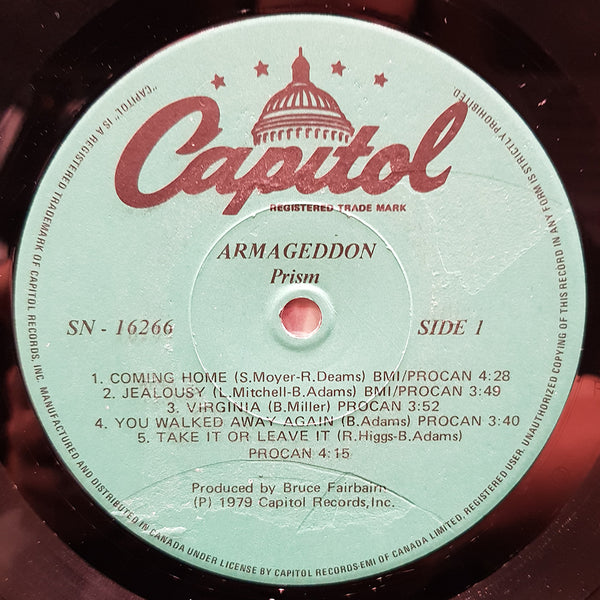 Capitol
REGISTERED TRADE MARK
ARMAGEDDON
Prism
SN - 16266
SIDE 1
1. COMING HOME (S.Moyer-R.Deams) BMI/PROCAN 4:28
2. JEALOUSY (L.Mitchell-B.Adams) BMI/PROCAN 3:49
3. VIRGINIA (B.Miller) PROCAN 3:52
4. YOU WALKED AWAY AGAIN (B.Adams) PROCAN 3:40
5. TAKE IT OR LEAVE IT (R.Higgs-B.Adams)
PROCAN 4:15
Produced by Bruce Fairbairn
(P) 1979 Capitol Records,Inc.
"CAPITOL" IS A REGISTERED TRADEMARK OF CAPITOL RECORDS, INC. MANUFACTURED AND DISTRIBUTED IN CANADA UNDER LICENSE BY CAPITOL RECORDS-EMI OF CANADA LIMITED, REGISTERED USER. UNAUTHORIZED COPYING OF THIS RECORD IN ANY FORM IS STRICTLY PROHIBITED